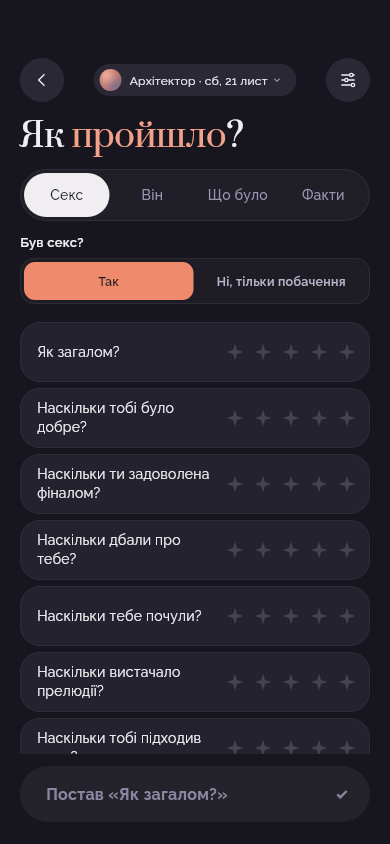 Архітектор · сб, 21 лист
Як пройшло?
Секс
Він
Що було
Факти
Був секс?
Так
Ні, тільки побачення
Як загалом?
Наскільки тобі було
добре?
Наскільки ти задоволена
фіналом?
Наскільки дбали про
тебе?
Наскільки тебе почули?
Наскільки вистачало
прелюдії?
Наскільки тобі підходив
Постав «Як загалом?»